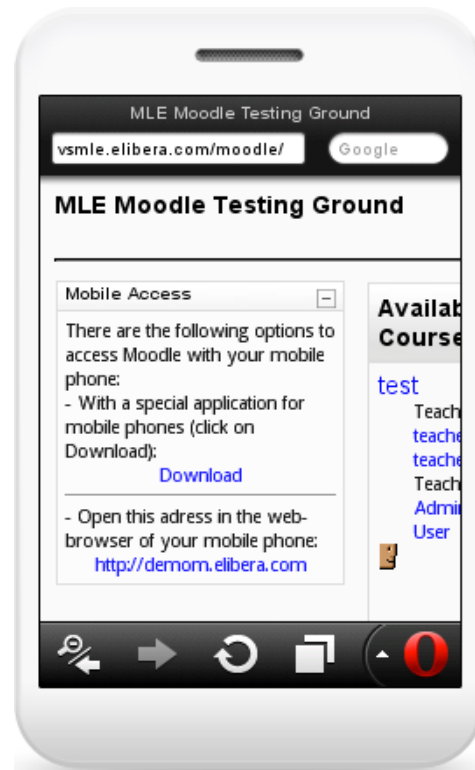 MLE Moodle Testing Ground
vsmle.elibera.com/moodle/
Google
MLE Moodle Testing Ground
Mobile Access
There are the following options to
access Moodle with your mobile
phone:
- With a special application for
mobile phones (click on
Download):
Download
- Open this adress in the web-
browser of your mobile phone:
http://demom.elibera.com
Availab
Course
test
Teach
teache
teache
Teach
Admin
User